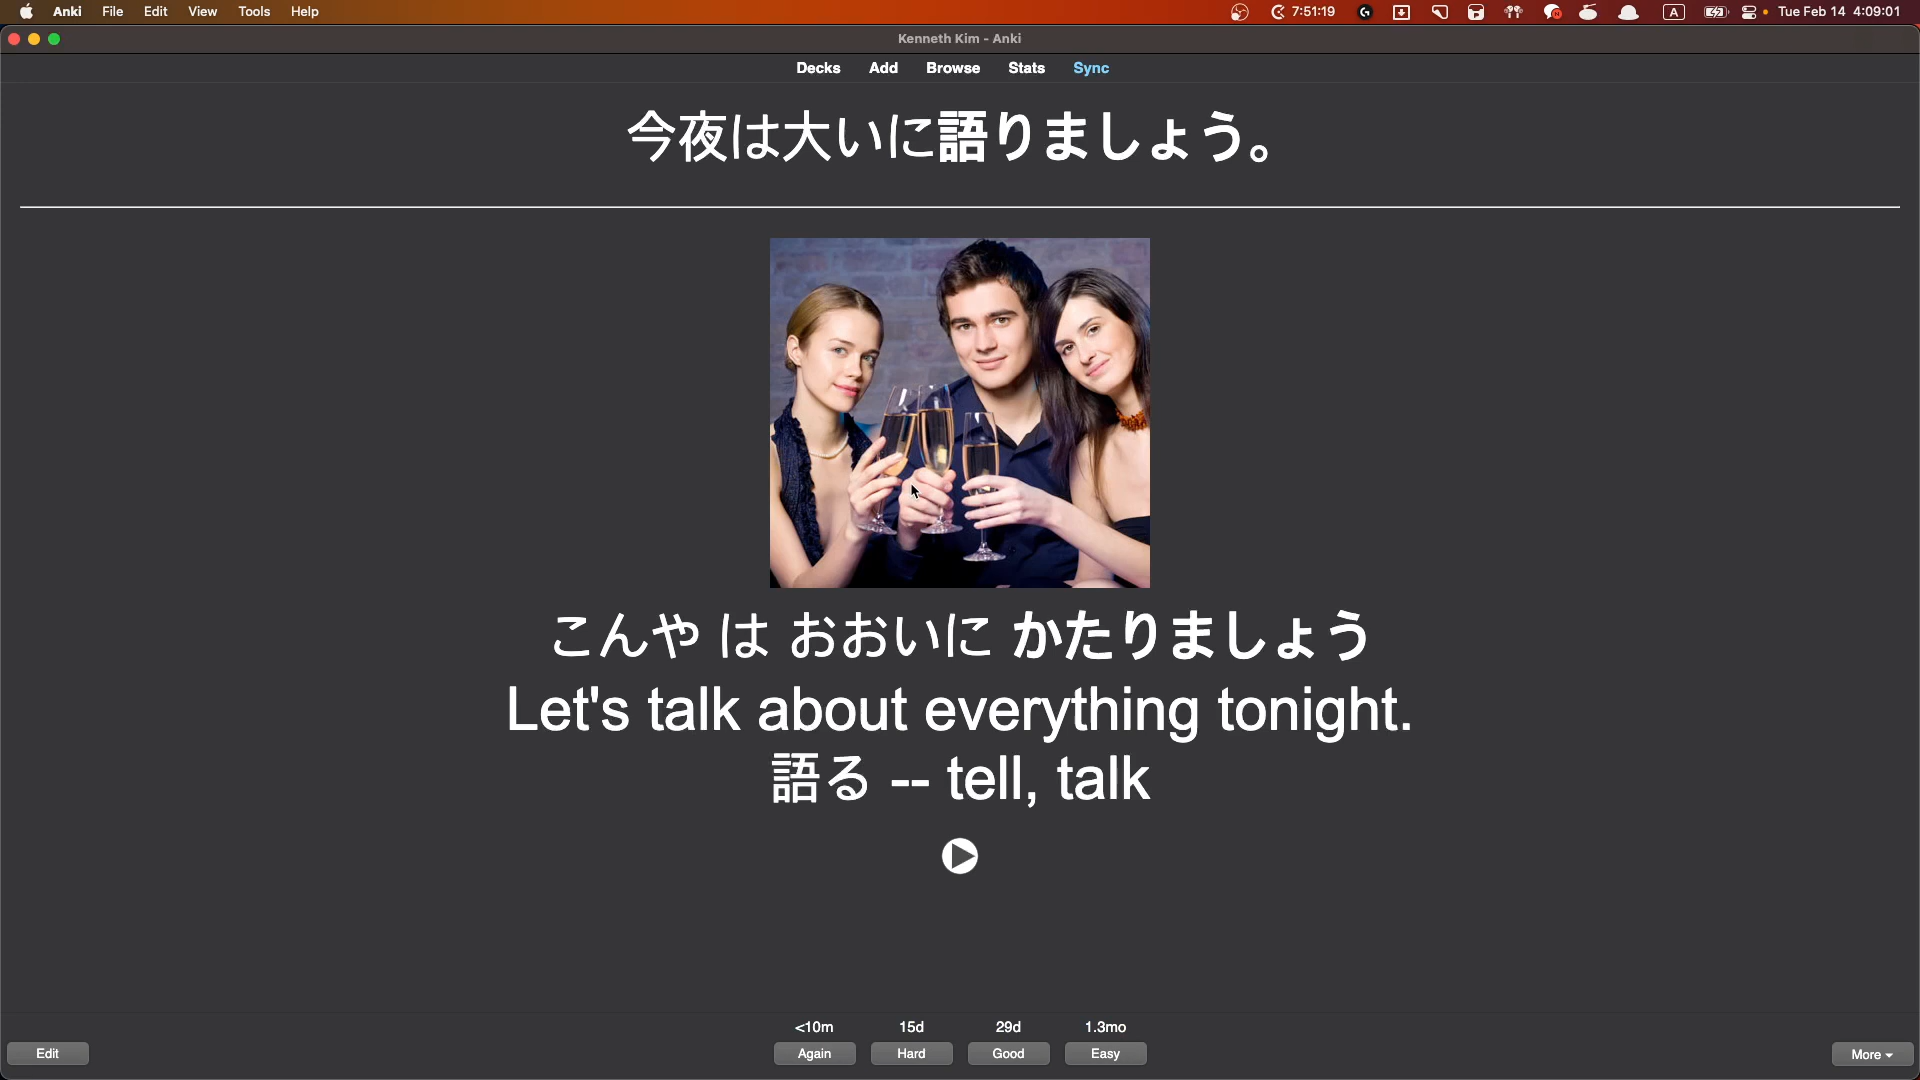 Anki File Edit View Tools Help 7:51:19 A Tue Feb 14 4:09:01
Kenneth Kim - Anki
Decks Add Browse Stats Sync
今夜は大いに語りましょう。
こんや は おおいに かたりましょう
Let's talk about everything tonight.
語る -- tell, talk
<10m 15d 29d 1.3mo
Edit Again Hard Good Easy More